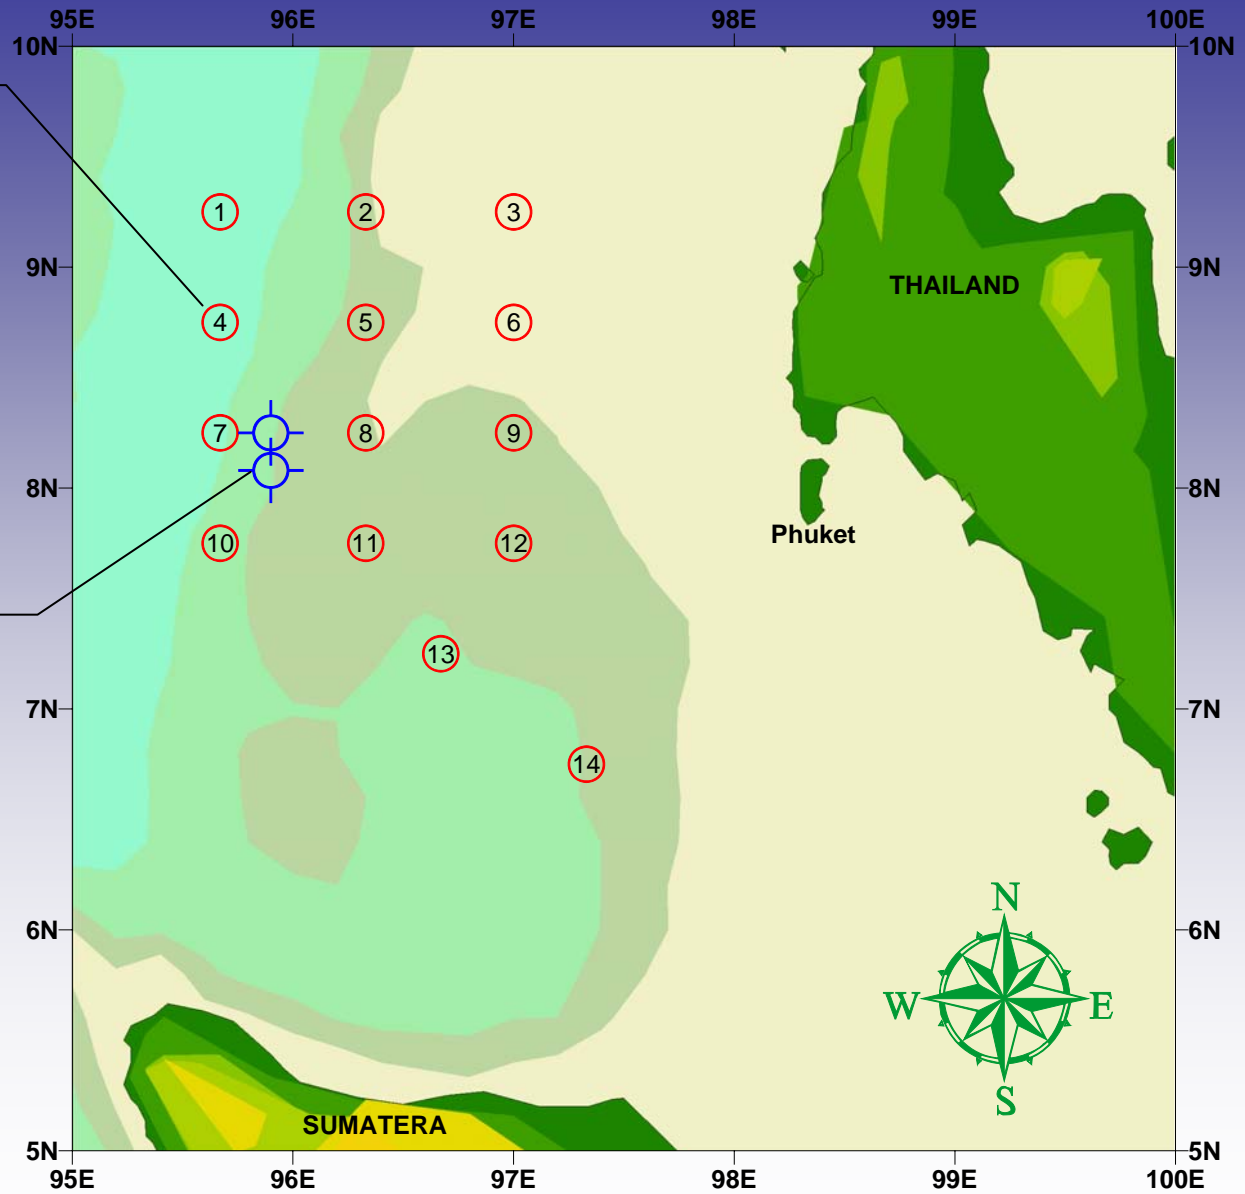 95E 96E 97E 98E 99E 100E
10N 10N
1 2 3
9N 9N
THAILAND
4 5 6
7 8 9
8N 8N
Phuket
10 11 12
13
7N 7N
14
N
6N 6N
W E
S
SUMATERA
5N 5N
95E 96E 97E 98E 99E 100E